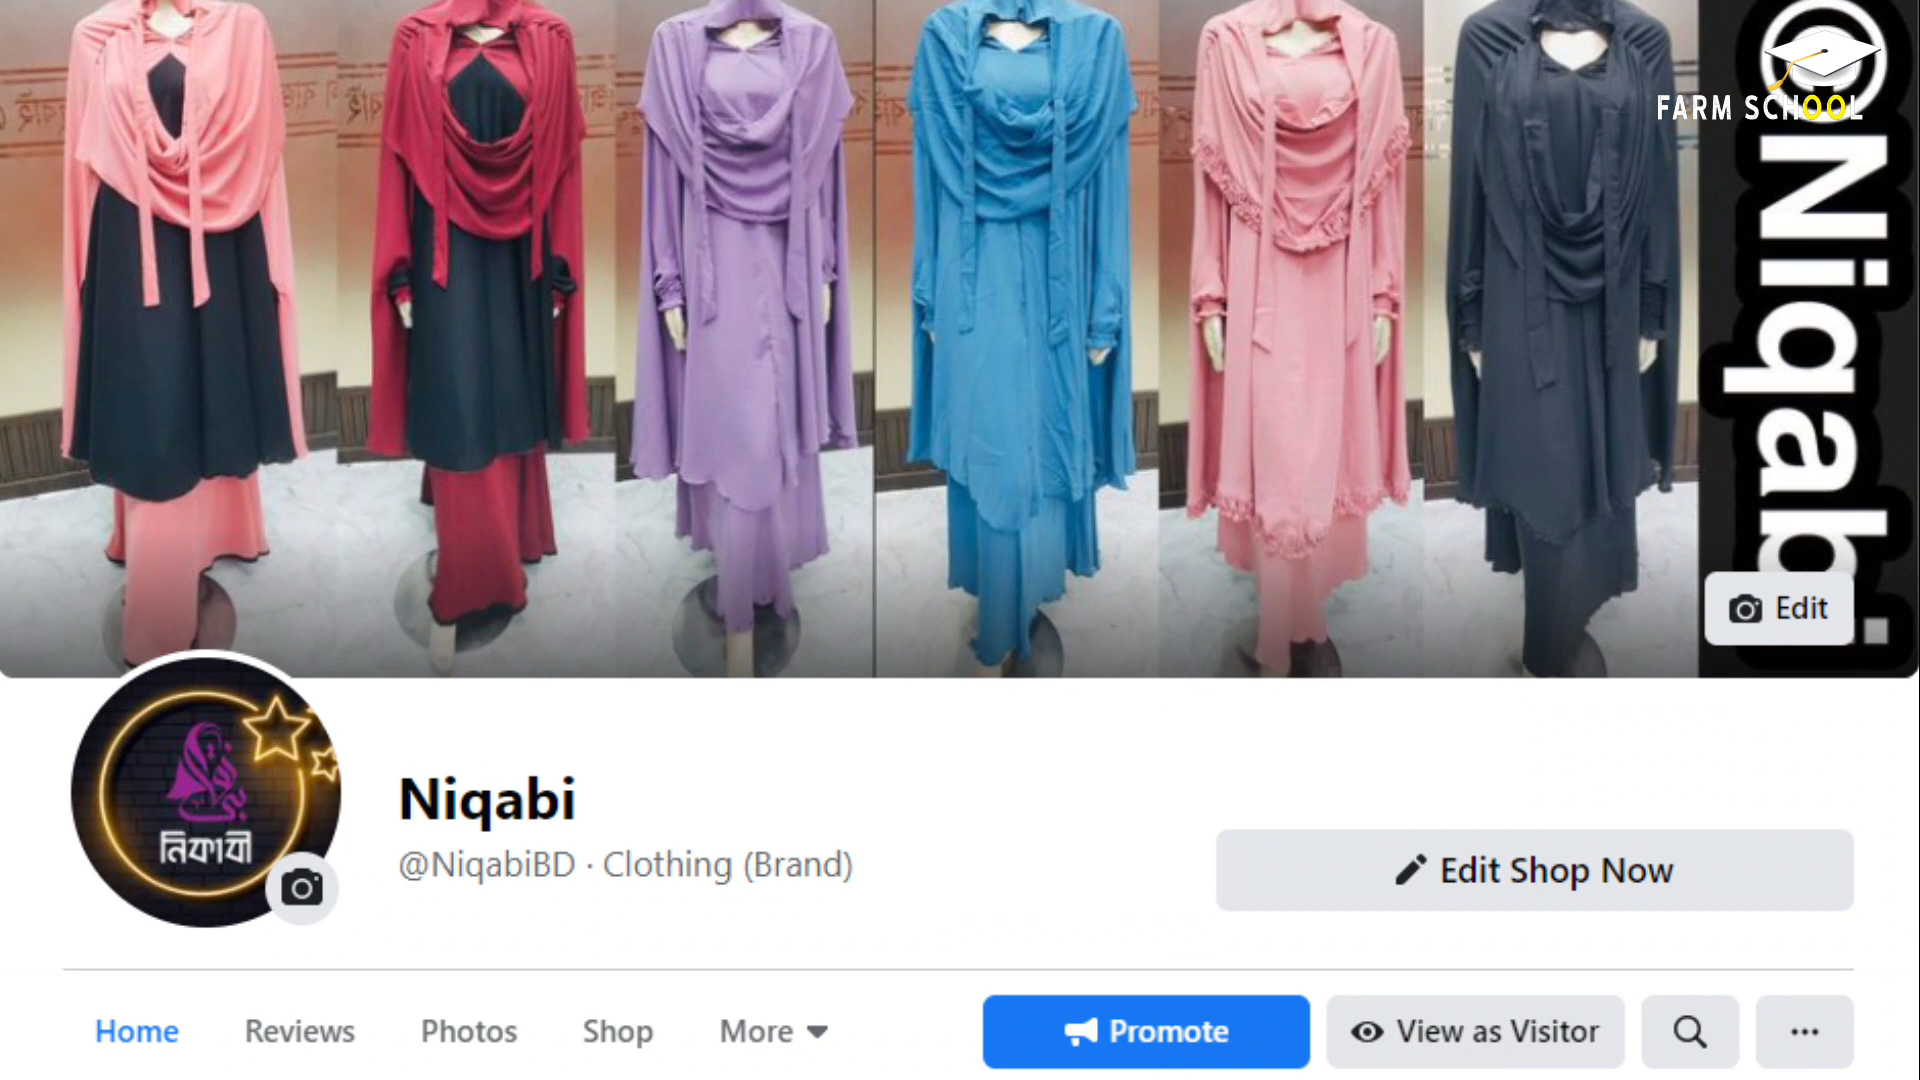 FARM SCHOOL
@Niqabi
Edit
নিকাবী
Niqabi
@NiqabiBD · Clothing (Brand)
Edit Shop Now
Home
Reviews
Photos
Shop
More
Promote
View as Visitor